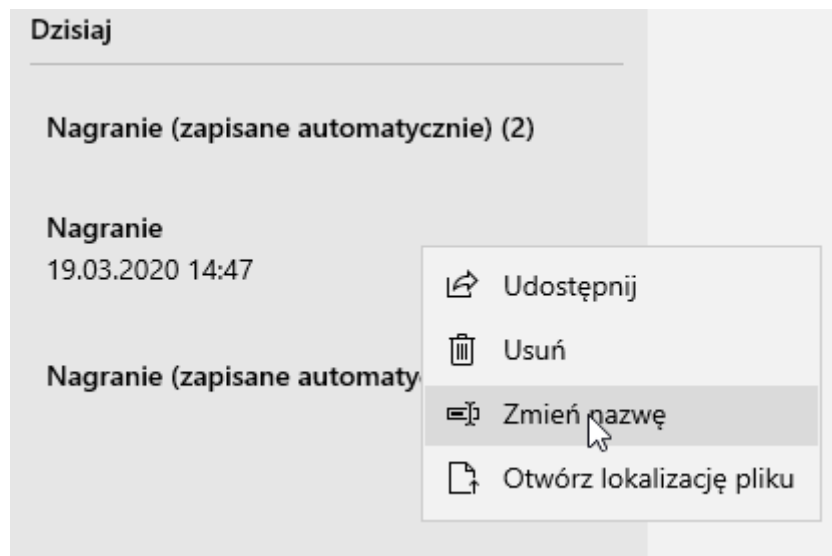 Dzisiaj
Nagranie (zapisane automatycznie) (2)
Nagranie
19.03.2020 14:47
Nagranie (zapisane
Udostępnij
Usuń
Zmień nazwę
Otwórz lokalizację pliku